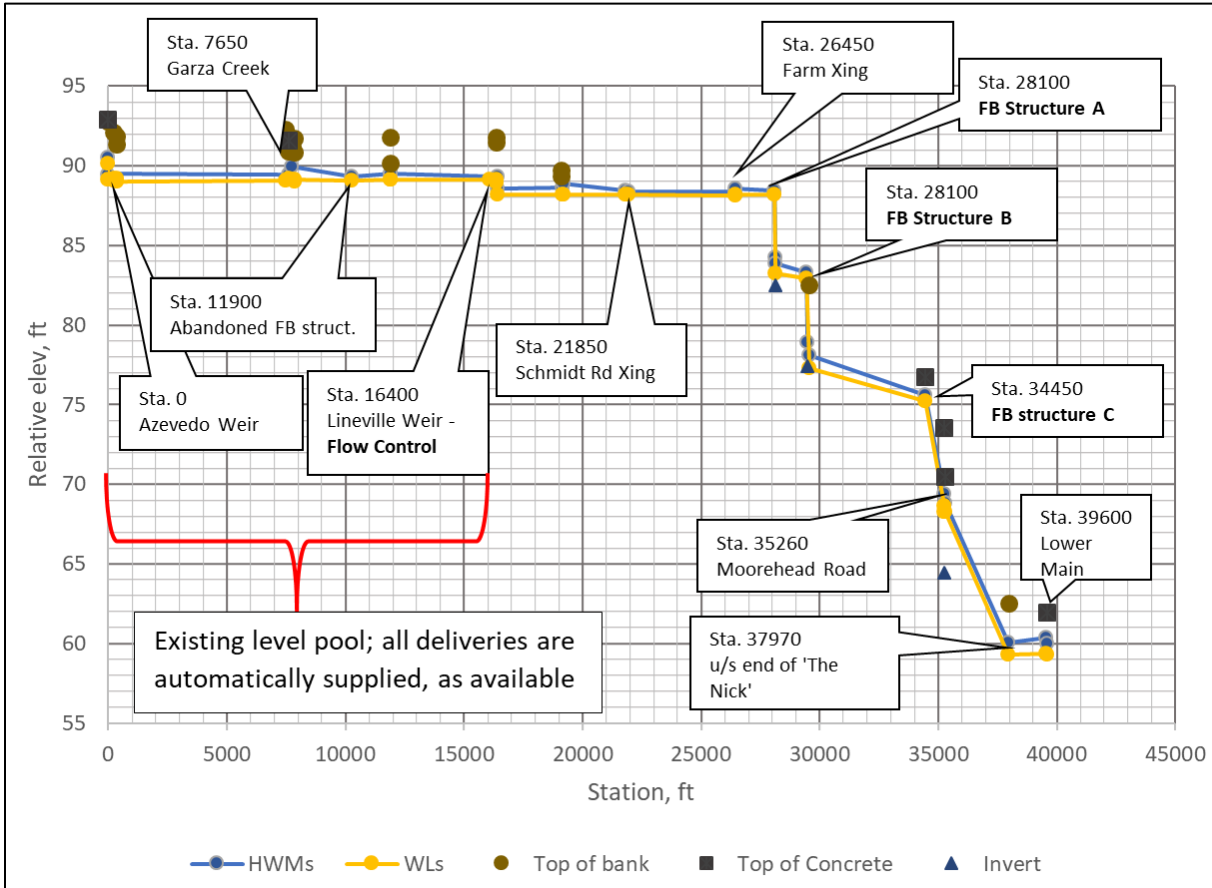 Sta. 7650
Garza Creek
Sta. 26450
Farm Xing
Sta. 28100
FB Structure A
Sta. 28100
FB Structure B
Sta. 11900
Abandoned FB struct.
Sta. 0
Azevedo Weir
Sta. 16400
Lineville Weir -
Flow Control
Sta. 21850
Schmidt Rd Xing
Sta. 34450
FB structure C
Sta. 35260
Moorehead Road
Sta. 39600
Lower
Main
Sta. 37970
u/s end of 'The
Nick'
Existing level pool; all deliveries are
automatically supplied, as available
Relative elev, ft
95
90
85
80
75
70
65
60
55
0
5000
10000
15000
20000
25000
30000
35000
40000
45000
Station, ft
HWMs
WLs
Top of bank
Top of Concrete
Invert